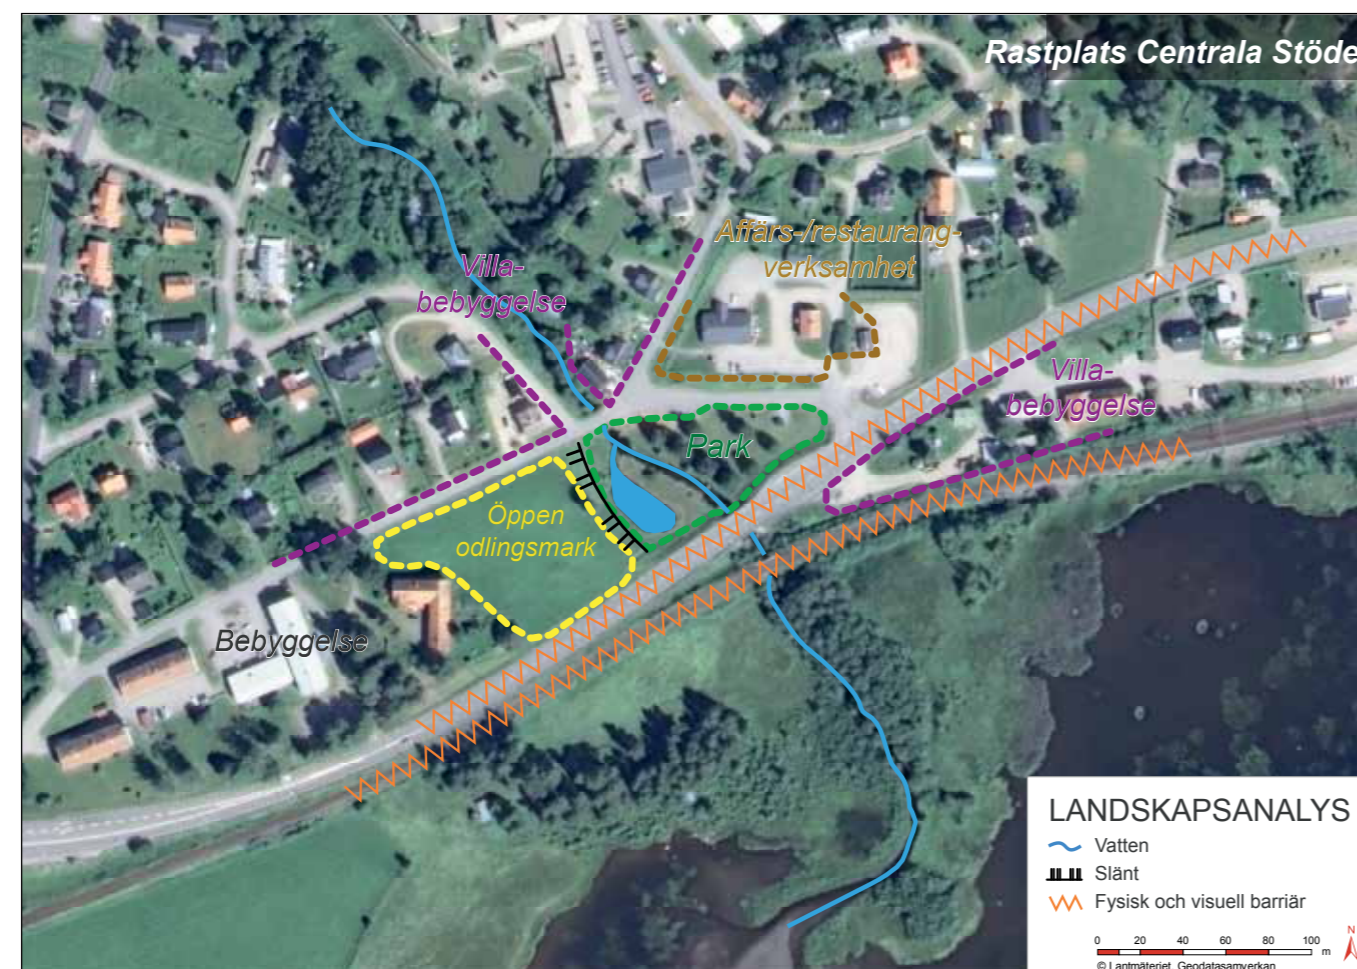 Rastplats Centrala Stöde
Affärs-/restaurang-
verksamhet
Villa-
bebyggelse
Villa-
bebyggelse
Park
Öppen
odlingsmark
Bebyggelse
LANDSKAPSANALYS
Vatten
Slänt
Fysisk och visuell barriär
N
0 20 40 60 80 100
m
© Lantmäteriet, Geodatasamverkan